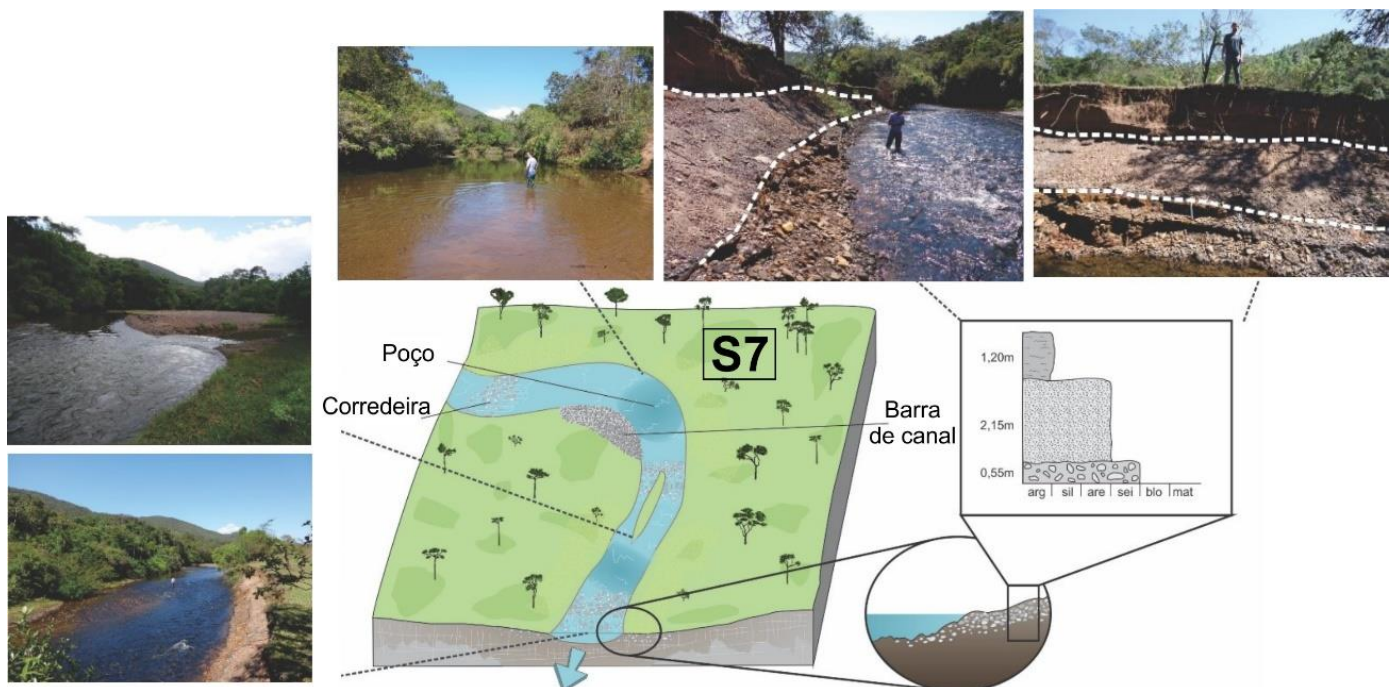 S7
Poço
Corredeira
Barra
de canal
1,20m
2,15m
0,55m
arg sil are sei blo mat